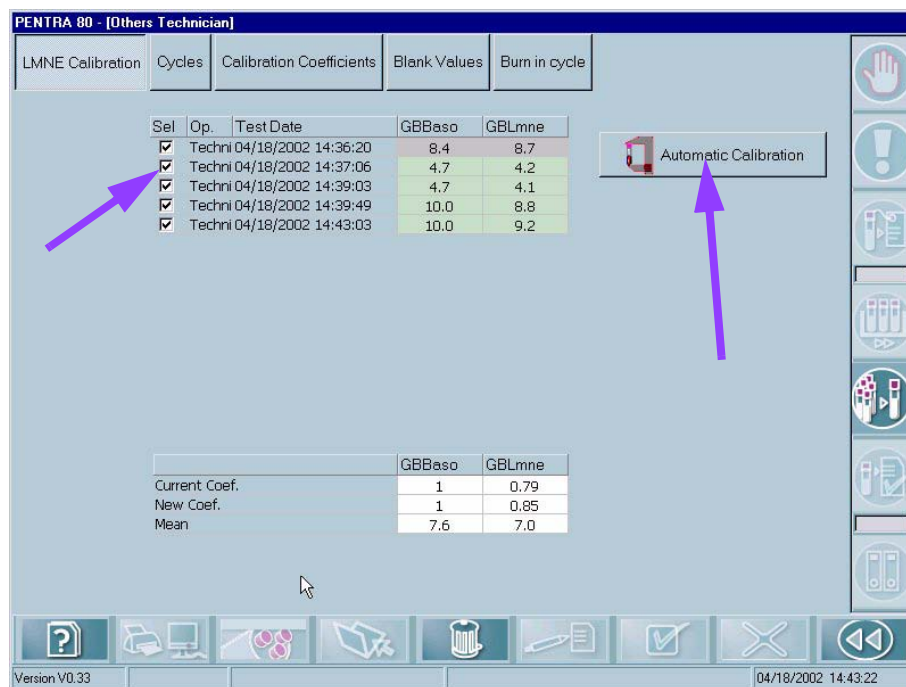 PENTRA 80 - [Others Technician]
LMNE Calibration Cycles Calibration Coefficients Blank Values Burn in cycle
Sel Op. Test Date GBBaso GBLmne
Techni 04/18/2002 14:36:20 8.4 8.7
Techni 04/18/2002 14:37:06 4.7 4.2
Techni 04/18/2002 14:39:03 4.7 4.1
Techni 04/18/2002 14:39:49 10.0 8.8
Techni 04/18/2002 14:43:03 10.0 9.2
Automatic Calibration
GBBaso GBLmne
Current Coef. 1 0.79
New Coef. 1 0.85
Mean 7.6 7.0
Version V0.33 04/18/2002 14:43:22